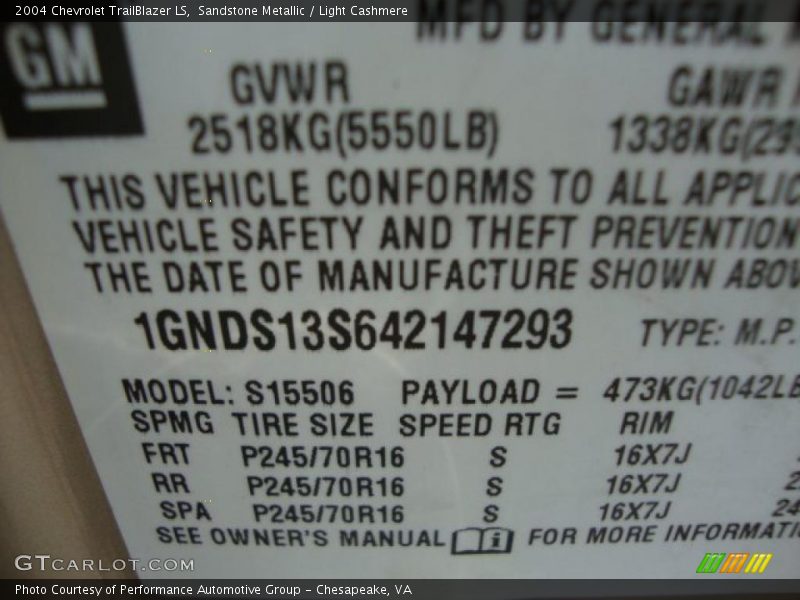 2004 Chevrolet TrailBlazer LS, Sandstone Metallic / Light Cashmere
MFD BY GENERAL
GM
GVWR GAWR
2518KG(5550LB) 1338KG(29
THIS VEHICLE CONFORMS TO ALL APPLIC
VEHICLE SAFETY AND THEFT PREVENTION
THE DATE OF MANUFACTURE SHOWN ABOV
1GNDS13S642147293 TYPE: M.P.
MODEL: S15506 PAYLOAD = 473KG(1042LB
SPMG TIRE SIZE SPEED RTG RIM
FRT P245/70R16 S 16X7J
RR P245/70R16 S 16X7J 2
SPA P245/70R16 S 16X7J 24
SEE OWNER'S MANUAL i FOR MORE INFORMATI
GTcarlot.com
Photo Courtesy of Performance Automotive Group - Chesapeake, VA